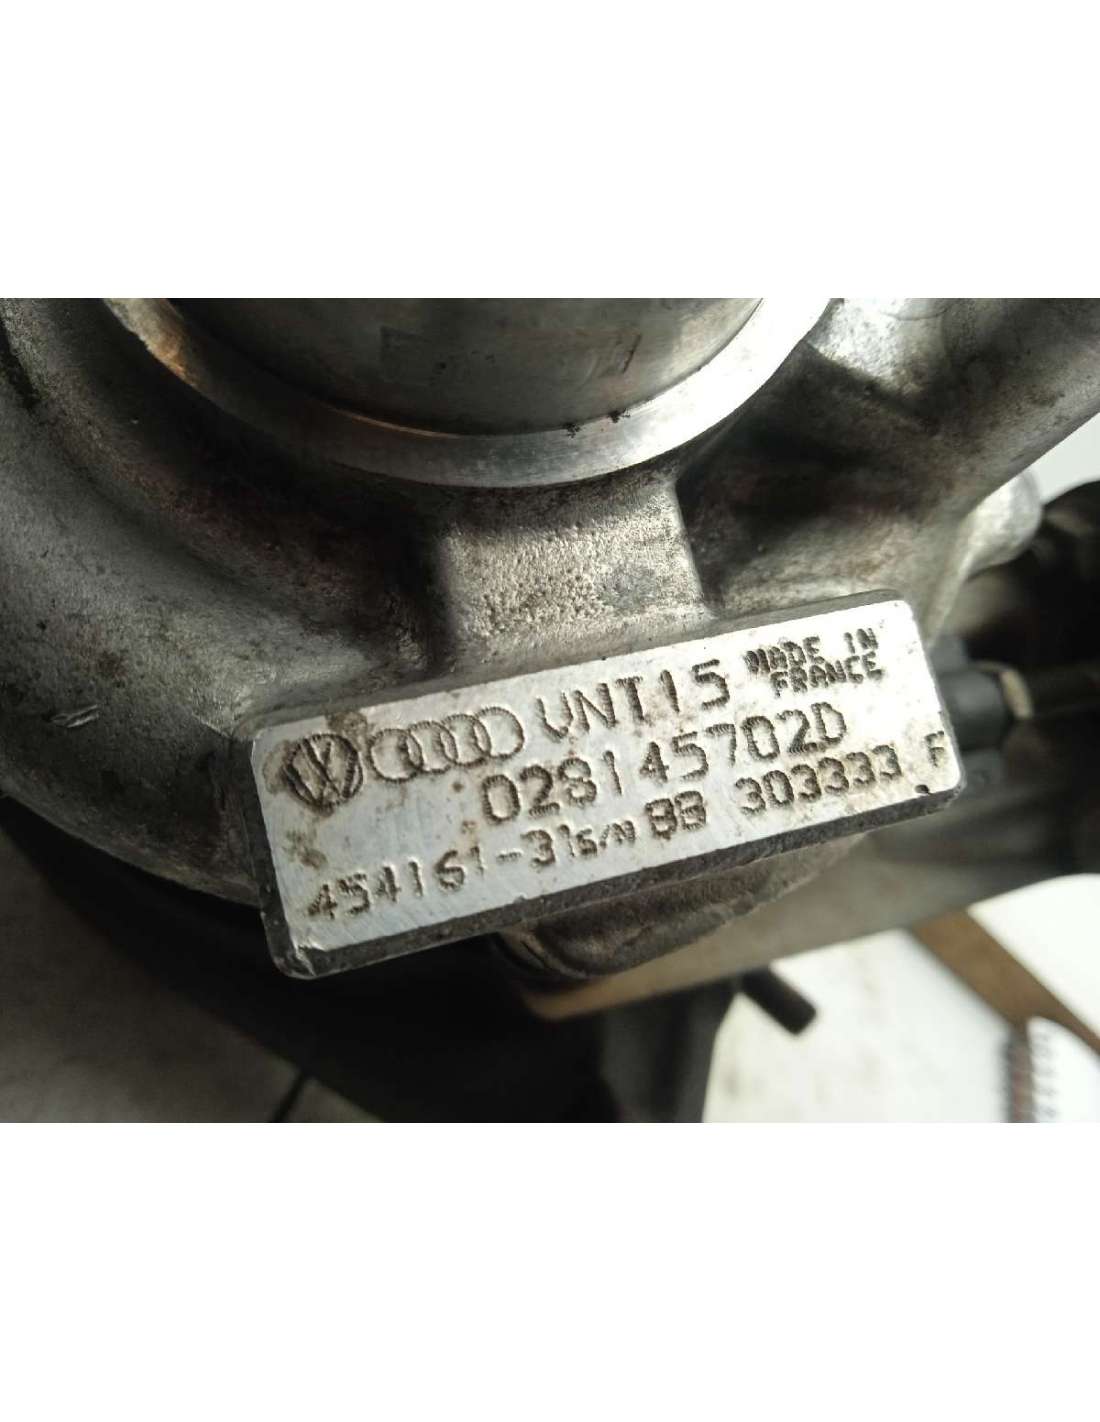 VNT15 MADE IN
FRANCE
028145702D
454161-3 S/N BB 303333 F